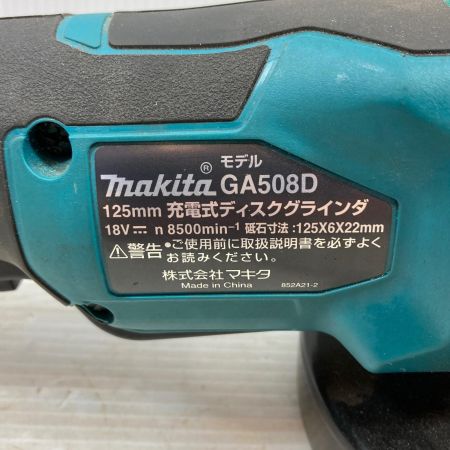 モデル
makita® GA508D
125mm 充電式ディスクグラインダ
18V⎓ n 8500min⁻¹ 砥石寸法:125X6X22mm
⚠警告 •ご使用前に取扱説明書を必ずよく
お読みください。
株式会社 マキタ
Made in China 852A21-2